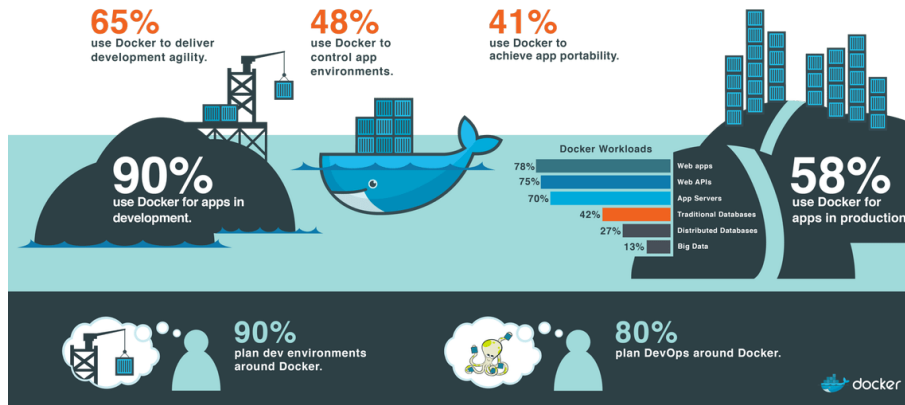 65%
use Docker to deliver
development agility.
48%
use Docker to
control app
environments.
41%
use Docker to
achieve app portability.
90%
use Docker for apps in
development.
Docker Workloads
78% Web apps
75% Web APIs
70% App Servers
42% Traditional Databases
27% Distributed Databases
13% Big Data
58%
use Docker for
apps in production
90%
plan dev environments
around Docker.
80%
plan DevOps around Docker.
docker